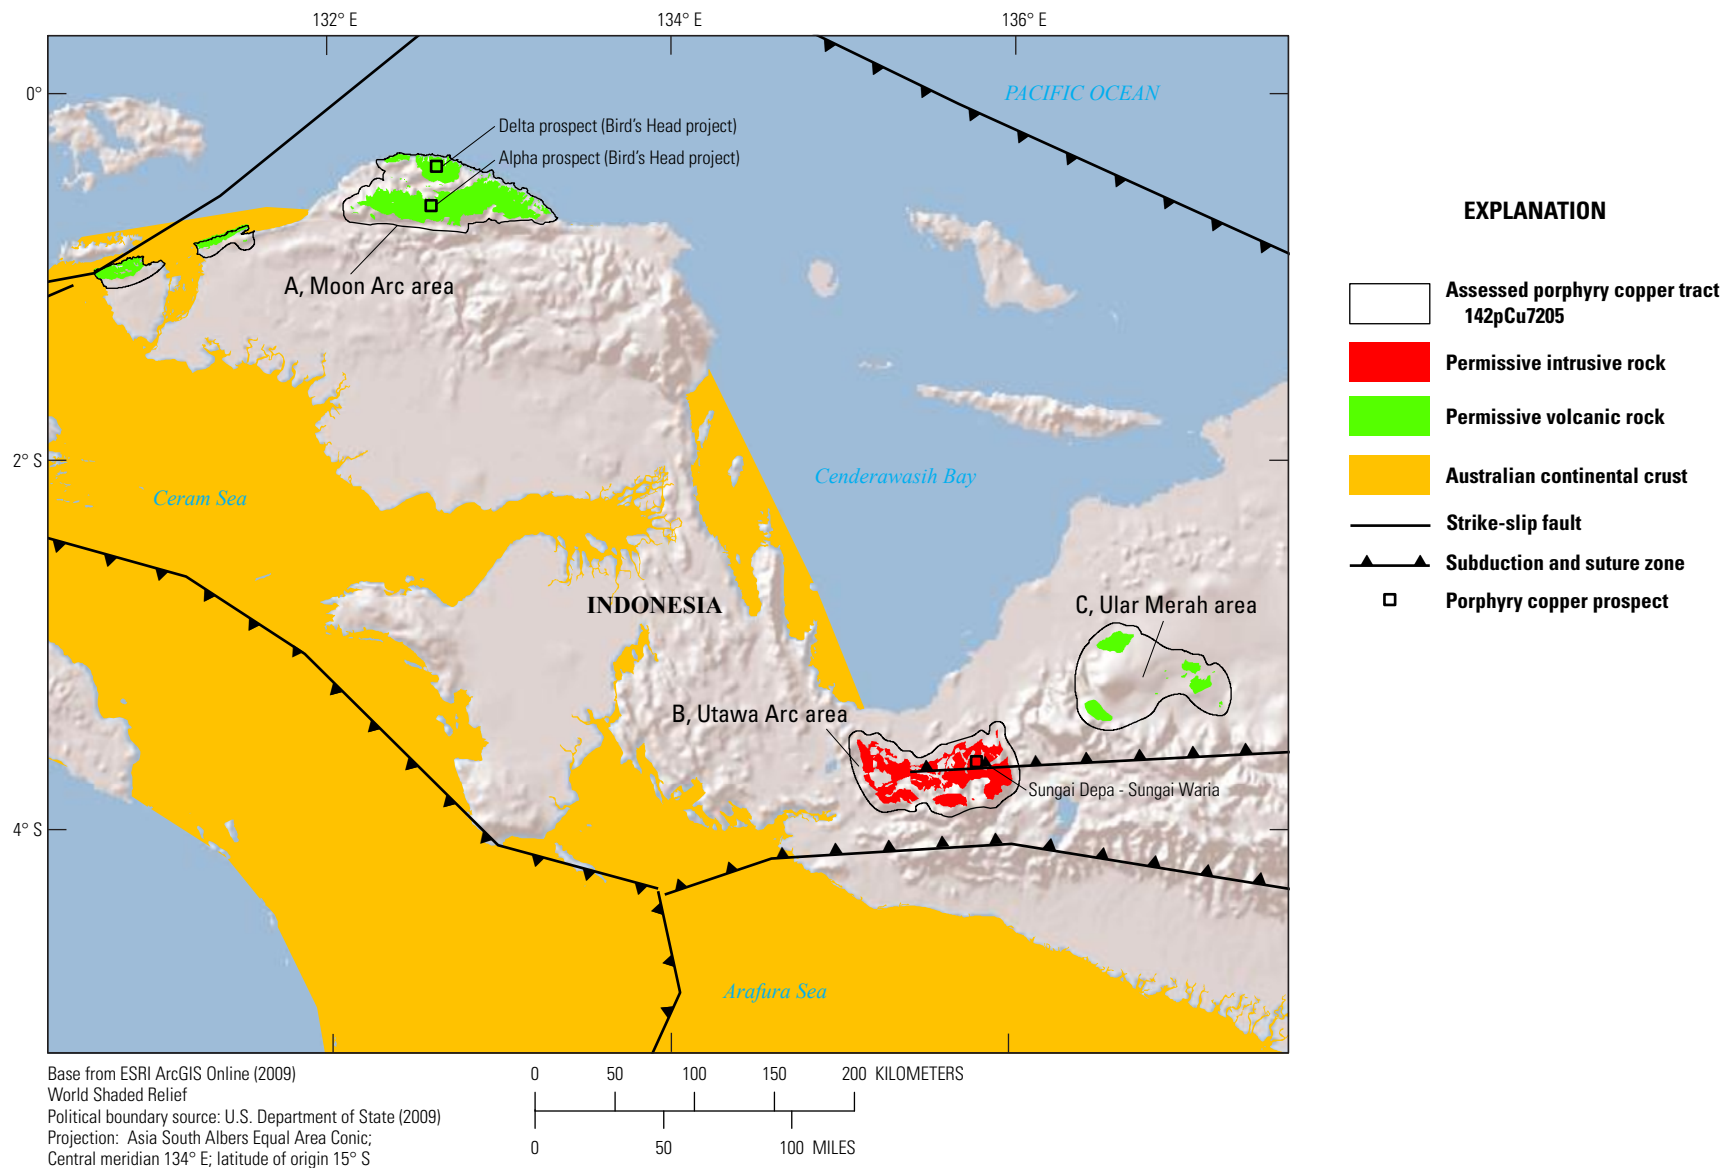 132° E
134° E
136° E
0°
PACIFIC OCEAN
Delta prospect (Bird's Head project)
Alpha prospect (Bird's Head project)
A, Moon Arc area
2° S
Ceram Sea
Cenderawasih Bay
INDONESIA
C, Ular Merah area
B, Utawa Arc area
Sungai Depa - Sungai Waria
4° S
Arafura Sea
EXPLANATION
Assessed porphyry copper tract
142pCu7205
Permissive intrusive rock
Permissive volcanic rock
Australian continental crust
Strike-slip fault
Subduction and suture zone
Porphyry copper prospect
Base from ESRI ArcGIS Online (2009)
World Shaded Relief
Political boundary source: U.S. Department of State (2009)
Projection: Asia South Albers Equal Area Conic;
Central meridian 134° E; latitude of origin 15° S
0 50 100 150 200 KILOMETERS
0 50 100 MILES